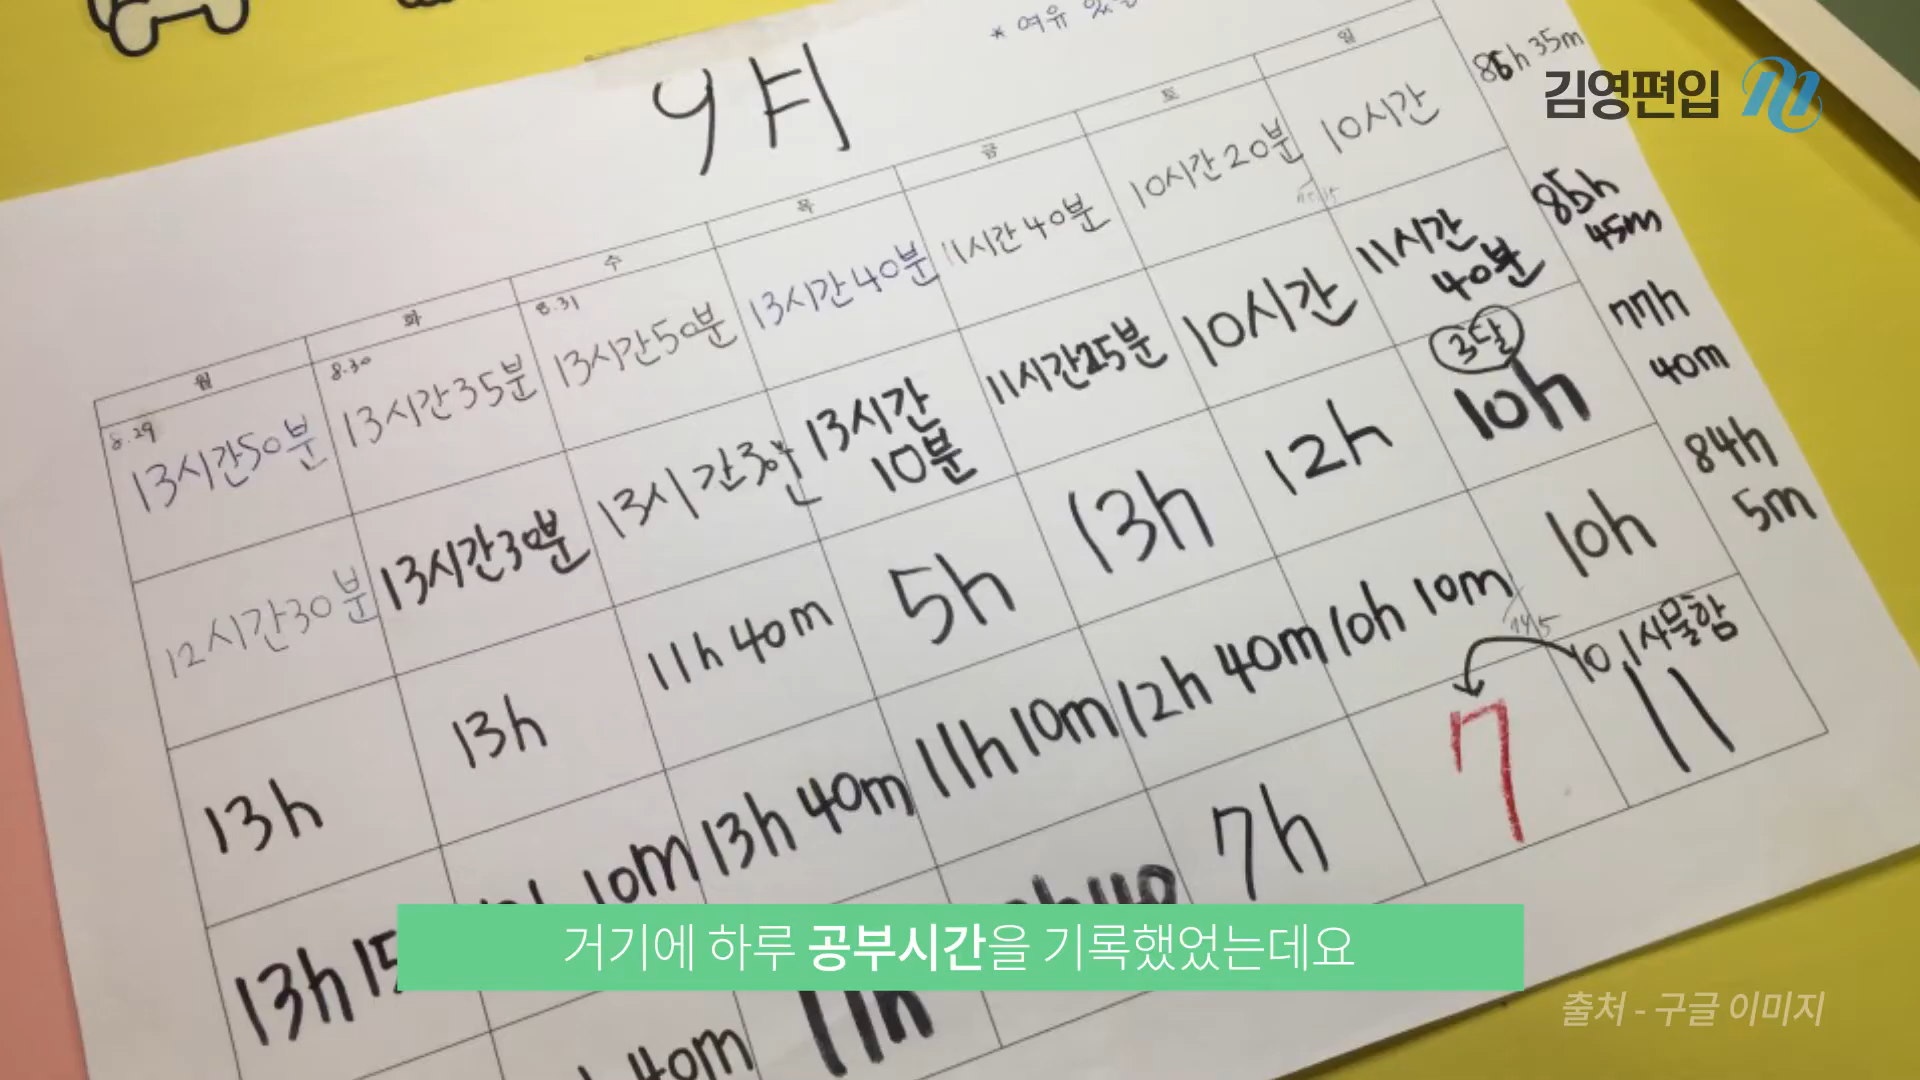 * 여유
9月
김영편입
월 화 수 목 금 토 일
8.29 13시간50분
8.30 13시간35분
8.31 13시간50분
13시간40분
11시간40분
10시간20분
10시간
35m
12시간30분
13시간30분
13시간
13시간 10분
11시간25분
10시간
11시간 40분
85h 45m
13h
13h
11h 40m
5h
13h
12h
3달 10h
77h 40m
13h 15
10m
13h 40m
11h 10m
12h 40m
10h 10m
10h
84h 5m
40m
11h
7h
7
10.1 사물함
11
거기에 하루 공부시간을 기록했었는데요
출처 - 구글 이미지